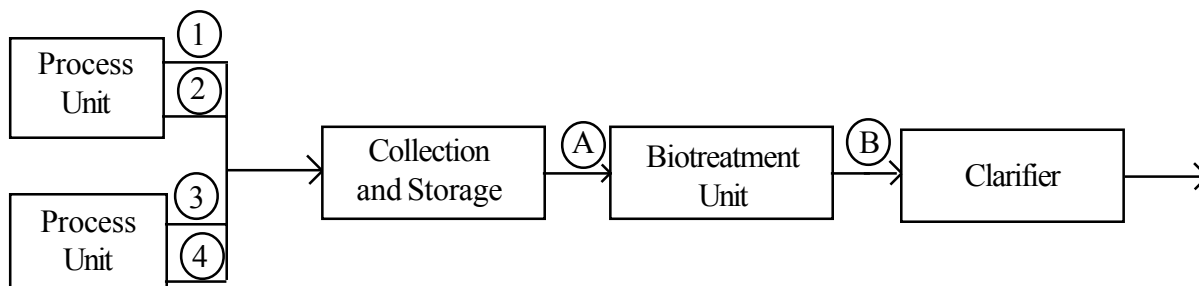 Process
Unit
1
2
Process
Unit
3
4
Collection
and Storage
A
Biotreatment
Unit
B
Clarifier